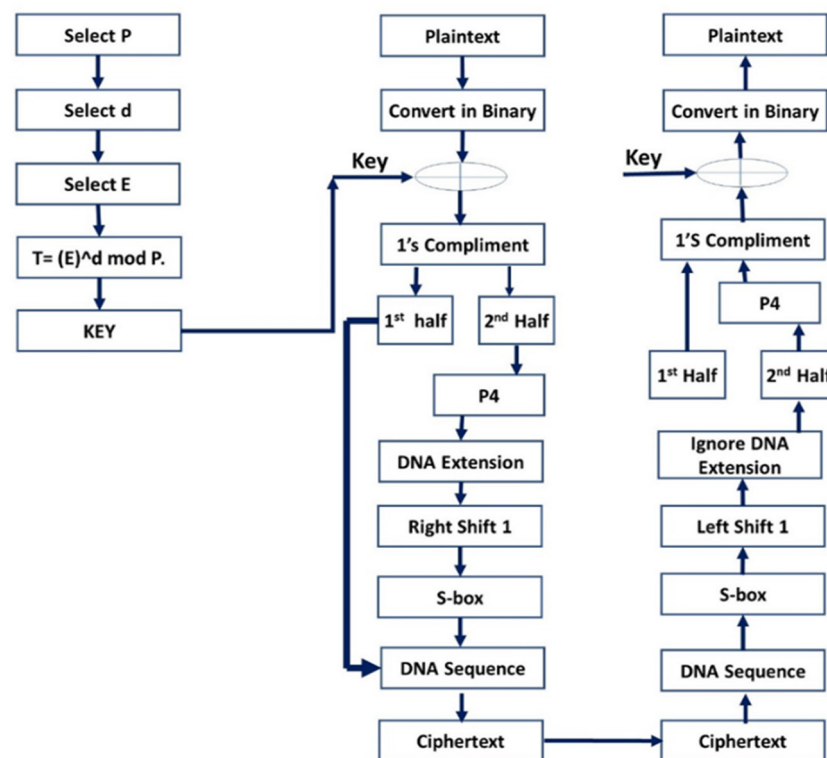 Select P
Select d
Select E
T= (E)^d mod P.
KEY
Plaintext
Convert in Binary
Key
1's Compliment
1st half
2nd Half
P4
DNA Extension
Right Shift 1
S-box
DNA Sequence
Ciphertext
Plaintext
Convert in Binary
Key
1'S Compliment
P4
1st Half
2nd Half
Ignore DNA
Extension
Left Shift 1
S-box
DNA Sequence
Ciphertext